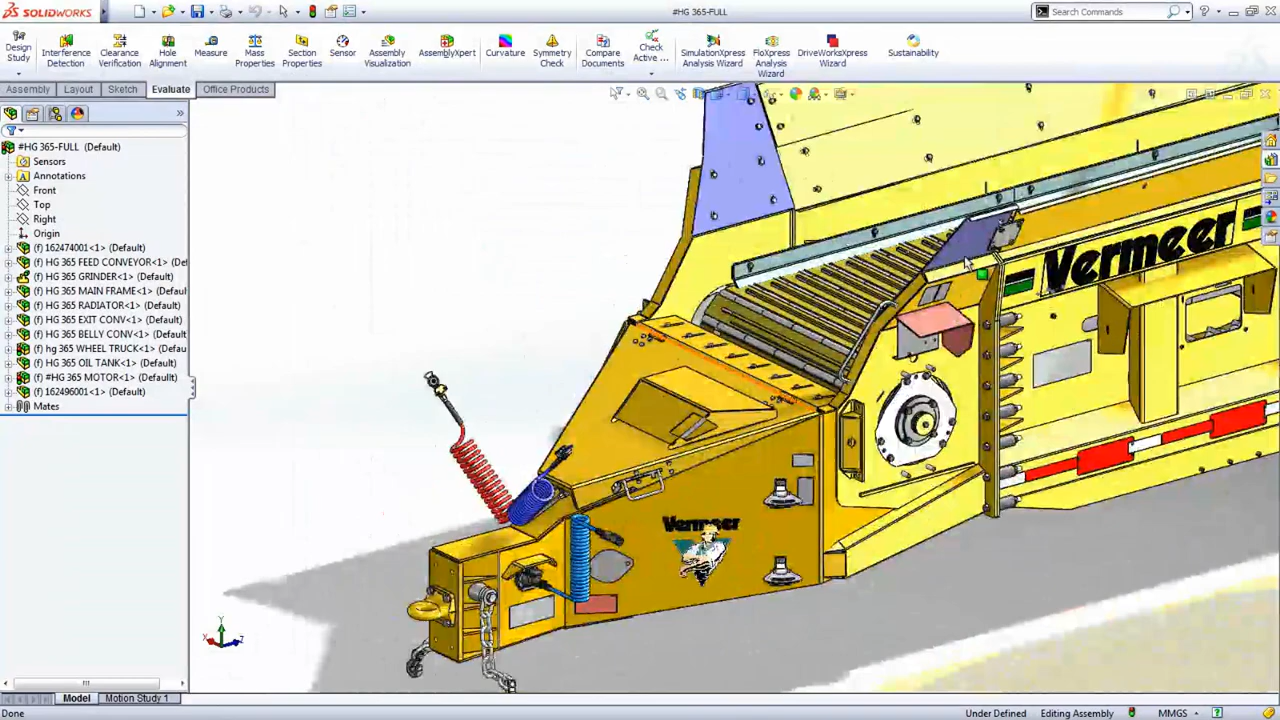 SOLIDWORKS
#HG 365-FULL
Search Commands
Design Study
Interference Detection
Clearance Verification
Hole Alignment
Measure
Mass Properties
Section Properties
Sensor
Assembly Visualization
AssemblyXpert
Curvature
Symmetry Check
Compare Documents
Check Active ...
SimulationXpress Analysis Wizard
FloXpress Analysis Wizard
DriveWorksXpress Wizard
Sustainability
Assembly
Layout
Sketch
Evaluate
Office Products
#HG 365-FULL (Default)
Sensors
Annotations
Front
Top
Right
Origin
(f) 162474001<1> (Default)
(f) HG 365 FEED CONVEYOR<1> (De
(f) HG 365 GRINDER<1> (Default)
(f) HG 365 MAIN FRAME<1> (Defau
(f) HG 365 RADIATOR<1> (Default)
(f) HG 365 EXIT CONV<1> (Default)
(f) HG 365 BELLY CONV<1> (Default
(f) hg 365 WHEEL TRUCK<1> (Defau
(f) HG 365 OIL TANK<1> (Default)
(f) #HG 365 MOTOR<1> (Default)
(f) 162496001<1> (Default)
Mates
Vermeer
Vermeer
Y
X
Z
Model
Motion Study 1
Done
Under Defined
Editing Assembly
MMGS